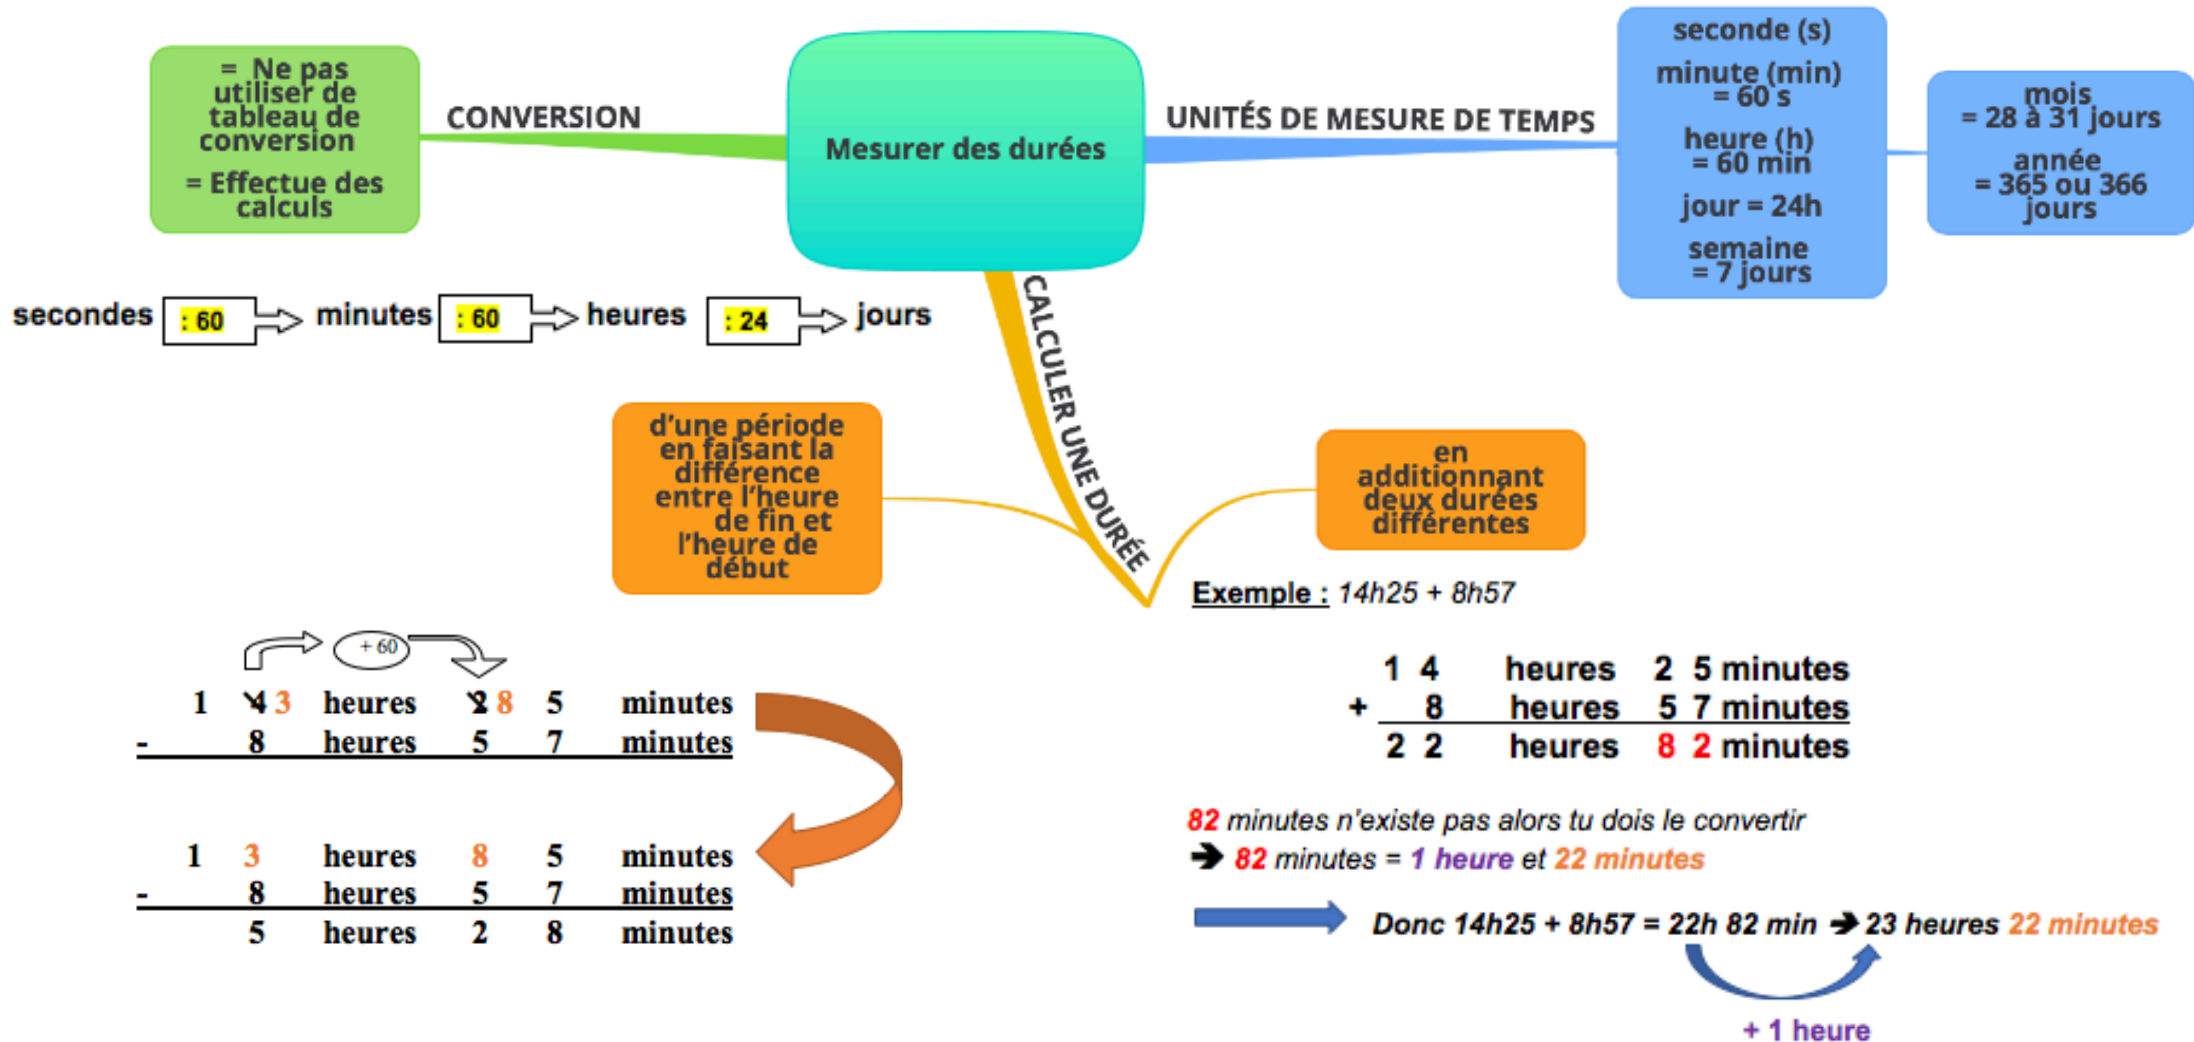 = Ne pas
utiliser de
tableau de
conversion
= Effectue des
calculs
CONVERSION
Mesurer des durées
UNITÉS DE MESURE DE TEMPS
seconde (s)
minute (min)
= 60 s
heure (h)
= 60 min
jour = 24h
semaine
= 7 jours
mois
= 28 à 31 jours
année
= 365 ou 366
jours
secondes : 60 minutes : 60 heures : 24 jours
CALCULER UNE DURÉE
d'une période
en faisant la
différence
entre l'heure
de fin et
l'heure de
début
en
additionnant
deux durées
différentes
+ 60
1 4 3 heures 2 8 5 minutes
- 8 heures 5 7 minutes
1 3 heures 8 5 minutes
- 8 heures 5 7 minutes
5 heures 2 8 minutes
Exemple : 14h25 + 8h57
1 4 heures 2 5 minutes
+ 8 heures 5 7 minutes
2 2 heures 8 2 minutes
82 minutes n'existe pas alors tu dois le convertir
➔ 82 minutes = 1 heure et 22 minutes
Donc 14h25 + 8h57 = 22h 82 min ➔ 23 heures 22 minutes
+ 1 heure